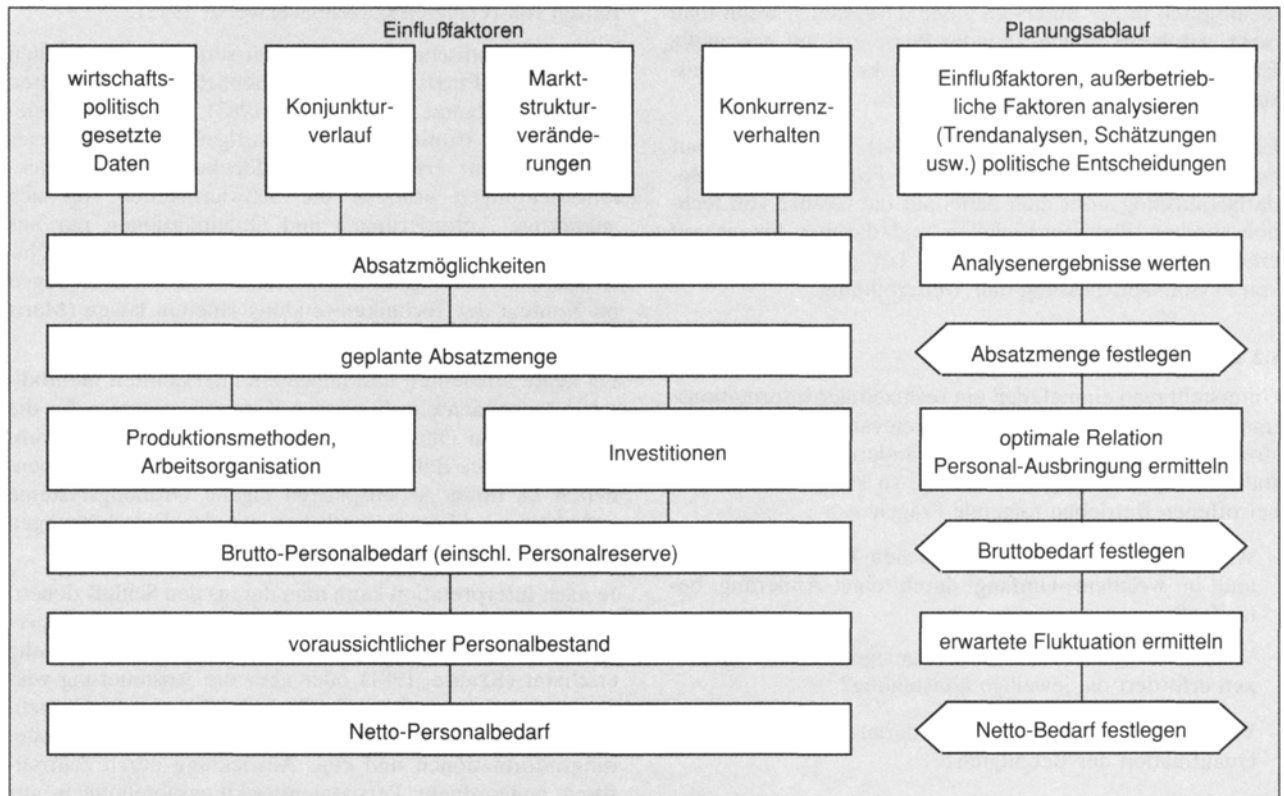 Einflußfaktoren
wirtschafts-
politisch
gesetzte
Daten
Konjunktur-
verlauf
Markt-
struktur-
verände-
rungen
Konkurrenz-
verhalten
Absatzmöglichkeiten
geplante Absatzmenge
Produktionsmethoden,
Arbeitsorganisation
Investitionen
Brutto-Personalbedarf (einschl. Personalreserve)
voraussichtlicher Personalbestand
Netto-Personalbedarf
Planungsablauf
Einflußfaktoren, außerbetrieb-
liche Faktoren analysieren
(Trendanalysen, Schätzungen
usw.) politische Entscheidungen
Analysenergebnisse werten
Absatzmenge festlegen
optimale Relation
Personal-Ausbringung ermitteln
Bruttobedarf festlegen
erwartete Fluktuation ermitteln
Netto-Bedarf festlegen